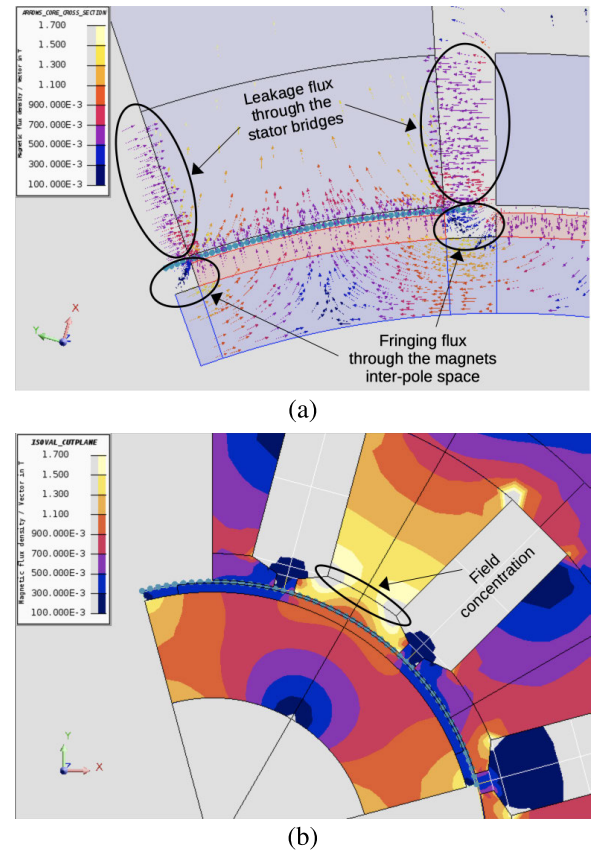 ARROWS_CORE_CROSS_SECTION
Magnetic flux density / Vector in T
1.700
1.500
1.300
1.100
900.000E-3
700.000E-3
500.000E-3
300.000E-3
100.000E-3
Leakage flux
through the
stator bridges
Fringing flux
through the magnets
inter-pole space
Y
X
Z
(a)
ISOVAL_CUTPLANE
Magnetic flux density / Vector in T
1.700
1.500
1.300
1.100
900.000E-3
700.000E-3
500.000E-3
300.000E-3
100.000E-3
Field
concentration
Y
Z
X
(b)